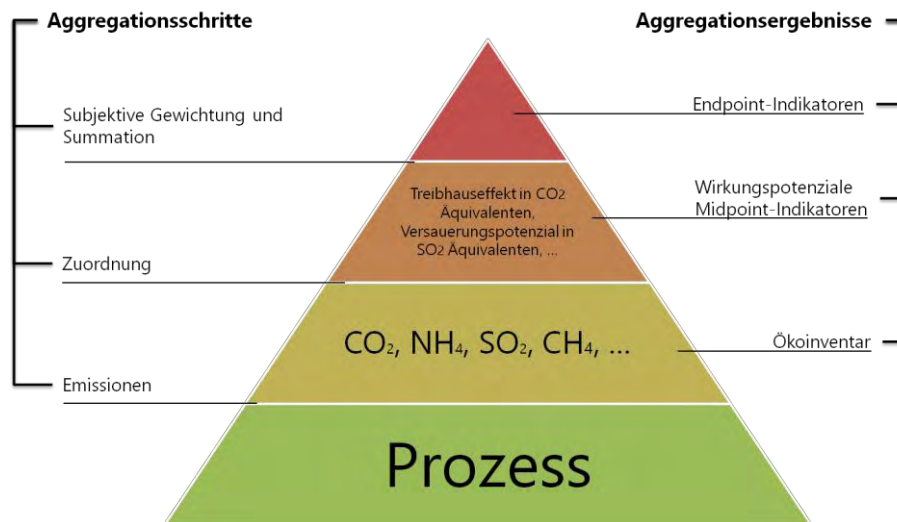 Aggregationsschritte
Aggregationsergebnisse
Subjektive Gewichtung und
Summation
Endpoint-Indikatoren
Treibhauseffekt in CO2
Äquivalenten,
Versauerungspotenzial in
SO2 Äquivalenten, ...
Wirkungspotenziale
Midpoint-Indikatoren
Zuordnung
CO₂, NH₄, SO₂, CH₄, ...
Ökoinventar
Emissionen
Prozess